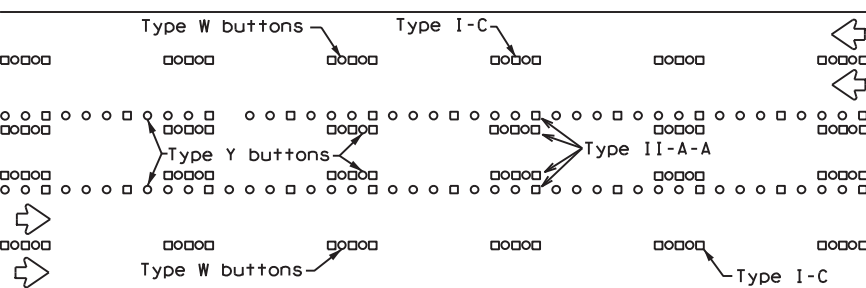 Type W buttons
Type I-C
Type Y buttons
Type II-A-A
Type W buttons
Type I-C